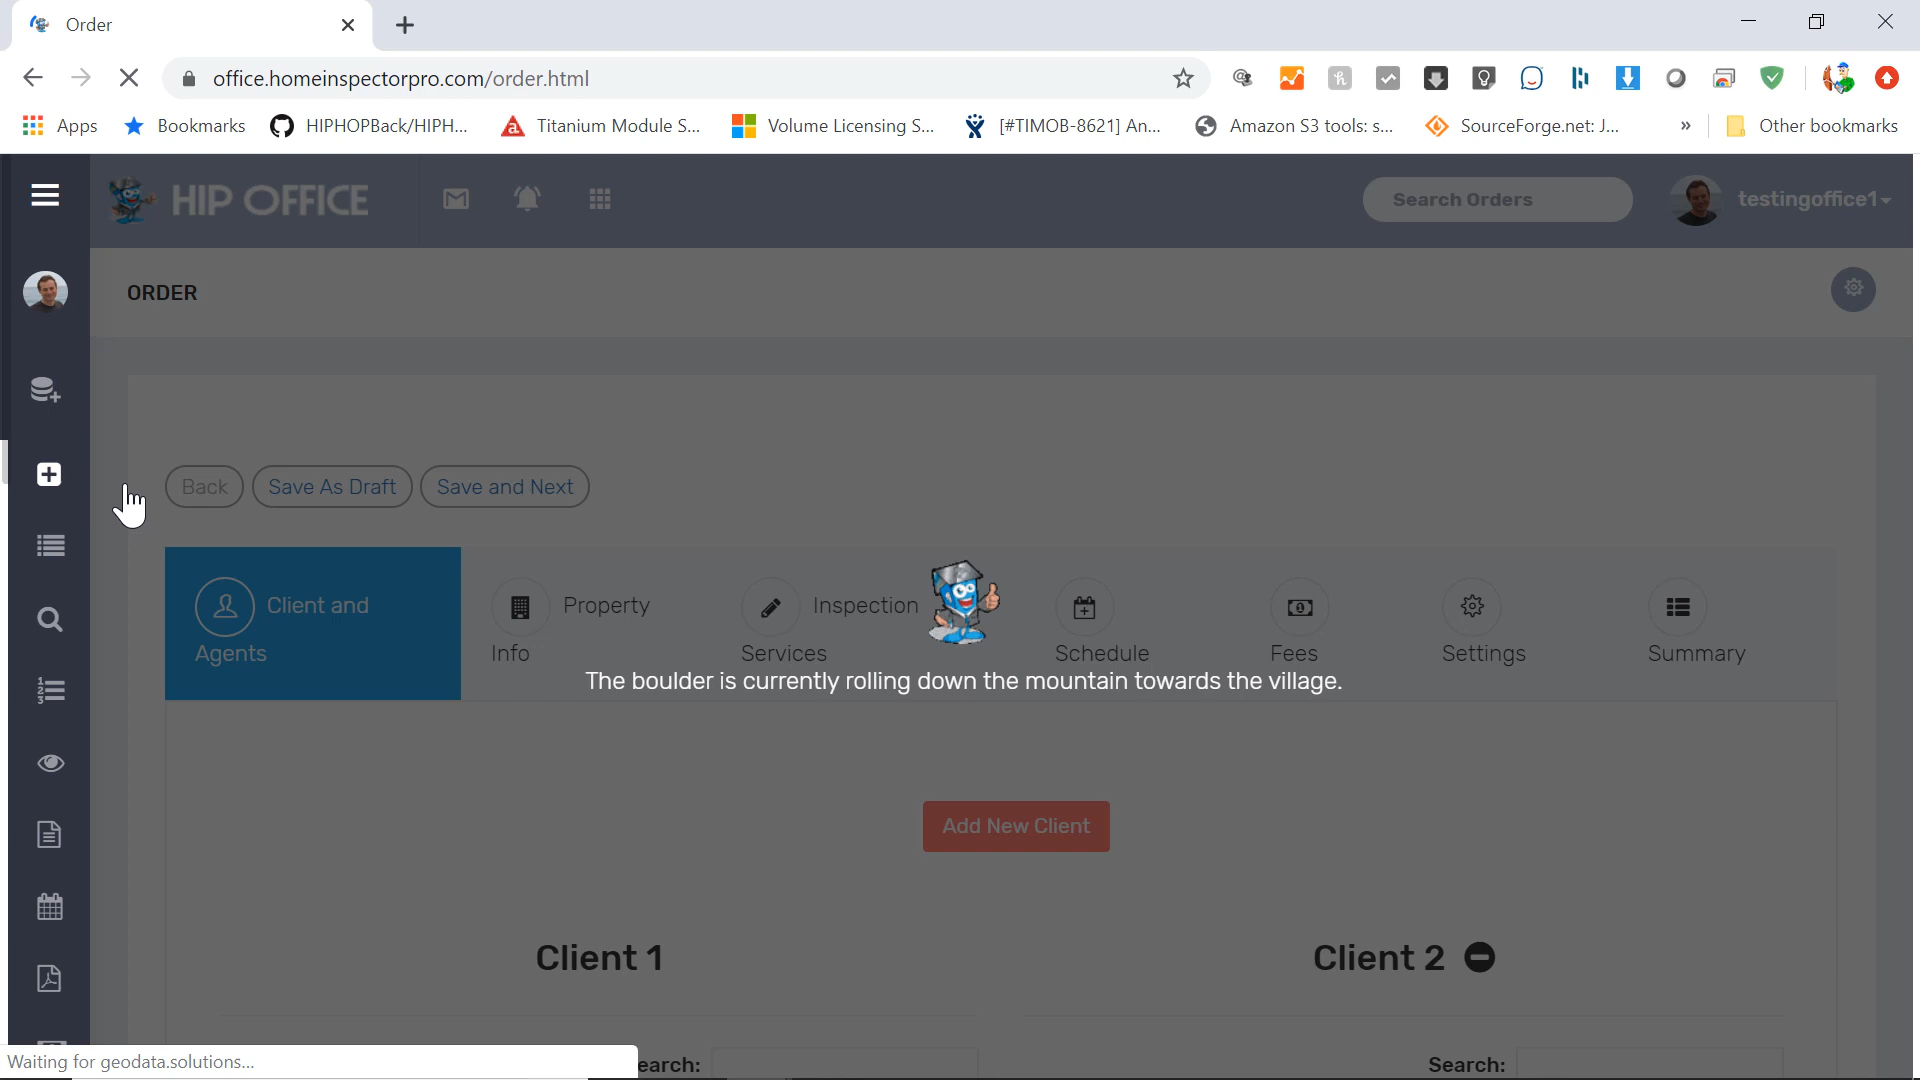 Order
office.homeinspectorpro.com/order.html
Apps
Bookmarks
HIPHOPBack/HIPH...
Titanium Module S...
Volume Licensing S...
[#TIMOB-8621] An...
Amazon S3 tools: s...
SourceForge.net: J...
»
Other bookmarks
HIP OFFICE
Search Orders
testingoffice1
ORDER
Back
Save As Draft
Save and Next
Client and
Agents
Property
Info
Inspection
Services
Schedule
Fees
Settings
Summary
The boulder is currently rolling down the mountain towards the village.
Add New Client
Client 1
Client 2
earch:
Search:
Waiting for geodata.solutions...